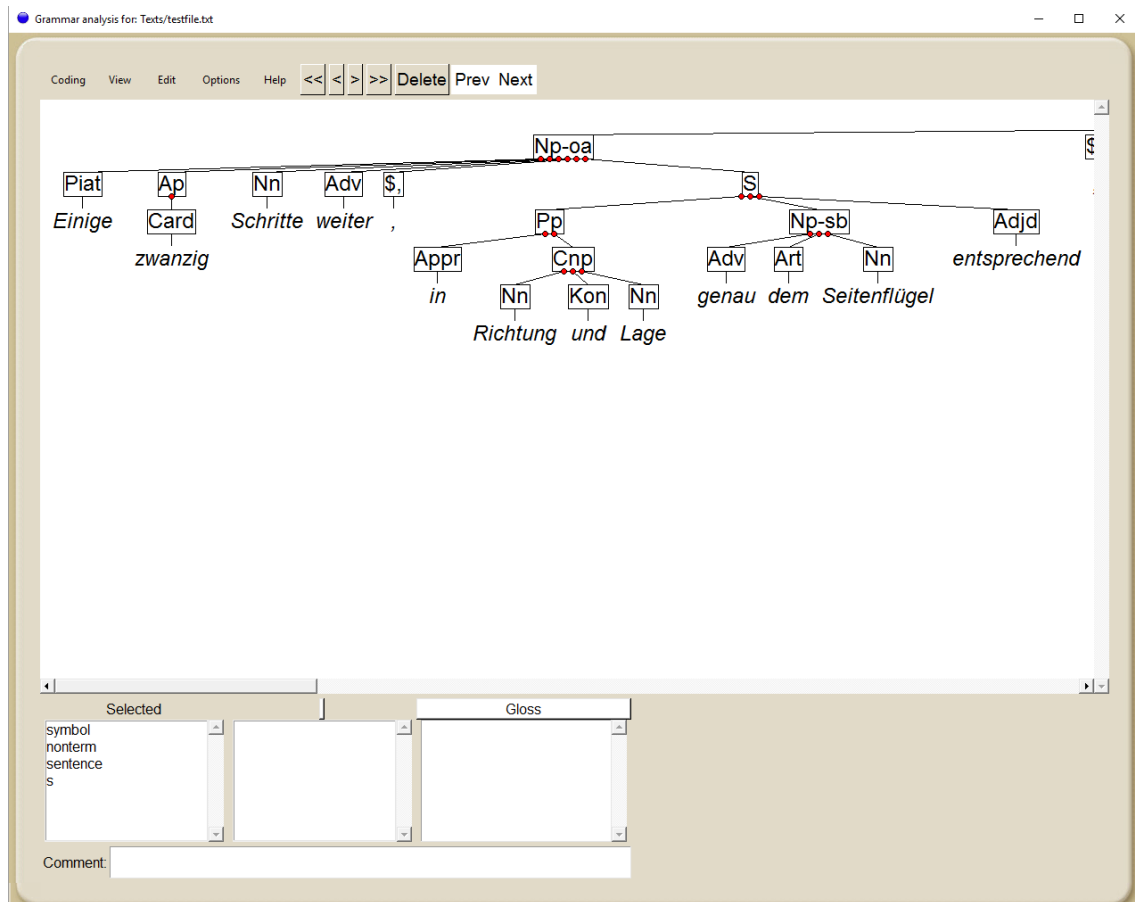 Grammar analysis for: Texts/testfile.txt
Coding View Edit Options Help << < > >> Delete Prev Next
Np-oa
Piat Ap Nn Adv $, S
Einige Card Schritte weiter , Pp Np-sb Adjd
zwanzig Appr Cnp Adv Art Nn entsprechend
in Nn Kon Nn genau dem Seitenflügel
Richtung und Lage
Selected Gloss
symbol
nonterm
sentence
s
Comment: